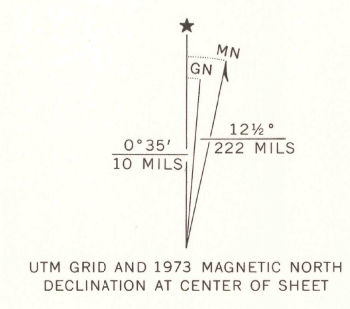 ★
MN
GN
0°35'
10 MILS
12½°
222 MILS
UTM GRID AND 1973 MAGNETIC NORTH
DECLINATION AT CENTER OF SHEET